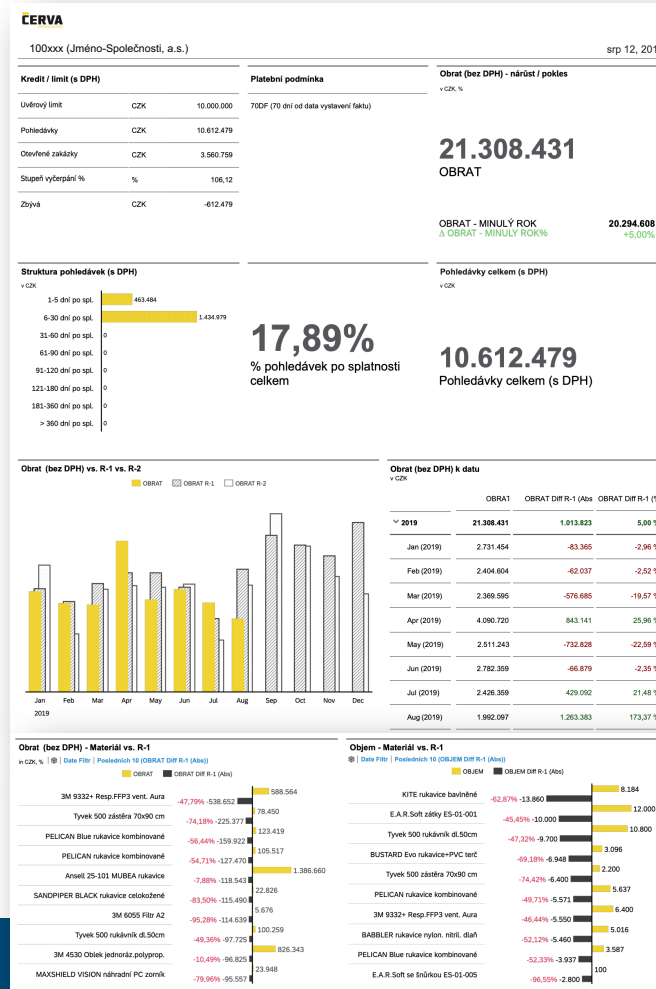 ČERVA
100xxx (Jméno-Společnosti, a.s.)
srp 12, 201
Kredit / limit (s DPH)
Úvěrový limit CZK 10.000.000
Pohledávky CZK 10.612.479
Otevřené zakázky CZK 3.560.759
Stupeň vyčerpání % % 106,12
Zbývá CZK -612.479
Platební podmínka
70DF (70 dní od data vystavení faktu)
Obrat (bez DPH) - nárůst / pokles
v CZK, %
21.308.431
OBRAT
OBRAT - MINULÝ ROK 20.294.608
Δ OBRAT - MINULY ROK% +5,00%
Struktura pohledávek (s DPH)
v CZK
1-5 dní po spl. 463.484
6-30 dní po spl. 1.434.979
31-60 dní po spl. 0
61-90 dní po spl. 0
91-120 dní po spl. 0
121-180 dní po spl. 0
181-360 dní po spl. 0
> 360 dní po spl. 0
17,89%
% pohledávek po splatnosti
celkem
Pohledávky celkem (s DPH)
v CZK
10.612.479
Pohledávky celkem (s DPH)
Obrat (bez DPH) vs. R-1 vs. R-2
OBRAT OBRAT R-1 OBRAT R-2
Jan Feb Mar Apr May Jun Jul Aug Sep Oct Nov Dec
2019
Obrat (bez DPH) k datu
v CZK
OBRAT OBRAT Diff R-1 (Abs OBRAT Diff R-1 (%
2019 21.308.431 1.013.823 5,00 %
Jan (2019) 2.731.454 -83.365 -2,96 %
Feb (2019) 2.404.604 -62.037 -2,52 %
Mar (2019) 2.369.595 -576.685 -19,57 %
Apr (2019) 4.090.720 843.141 25,96 %
May (2019) 2.511.243 -732.828 -22,59 %
Jun (2019) 2.782.359 -66.879 -2,35 %
Jul (2019) 2.426.359 429.092 21,48 %
Aug (2019) 1.992.097 1.263.383 173,37 %
Obrat (bez DPH) - Materiál vs. R-1
in CZK, % | Date Filtr | Posledních 10 (OBRAT Diff R-1 (Abs))
OBRAT OBRAT Diff R-1 (Abs)
3M 9332+ Resp.FFP3 vent. Aura -47,79% -538.652 588.564
Tyvek 500 zástěra 70x90 cm -74,18% -225.377 78.450
PELICAN Blue rukavice kombinované -56,44% -159.922 123.419
PELICAN rukavice kombinované -54,71% -127.470 105.517
Ansell 25-101 MUBEA rukavice -7,88% -118.543 1.386.660
SANDPIPER BLACK rukavice celokožené -83,50% -115.490 22.826
3M 6055 Filtr A2 -95,28% -114.639 5.676
Tyvek 500 rukávník dl.50cm -49,36% -97.725 100.259
3M 4530 Oblek jednoráz.polyprop. -10,49% -96.825 826.343
MAXSHIELD VISION náhradní PC zorník -79,96% -95.557 23.948
Objem - Materiál vs. R-1
| Date Filtr | Posledních 10 (OBJEM Diff R-1 (Abs))
OBJEM OBJEM Diff R-1 (Abs)
KITE rukavice bavlněné -62,87% -13.860 8.184
E.A.R.Soft zátky ES-01-001 -45,45% -10.000 12.000
Tyvek 500 rukávník dl.50cm -47,32% -9.700 10.800
BUSTARD Evo rukavice+PVC terč -69,18% -6.948 3.096
Tyvek 500 zástěra 70x90 cm -74,42% -6.400 2.200
PELICAN rukavice kombinované -49,71% -5.571 5.637
3M 9332+ Resp.FFP3 vent. Aura -46,44% -5.550 6.400
BABBLER rukavice nylon. nitril. dlaň -52,12% -5.460 5.016
PELICAN Blue rukavice kombinované -52,33% -3.937 3.587
E.A.R.Soft se šnůrkou ES-01-005 -96,55% -2.800 100